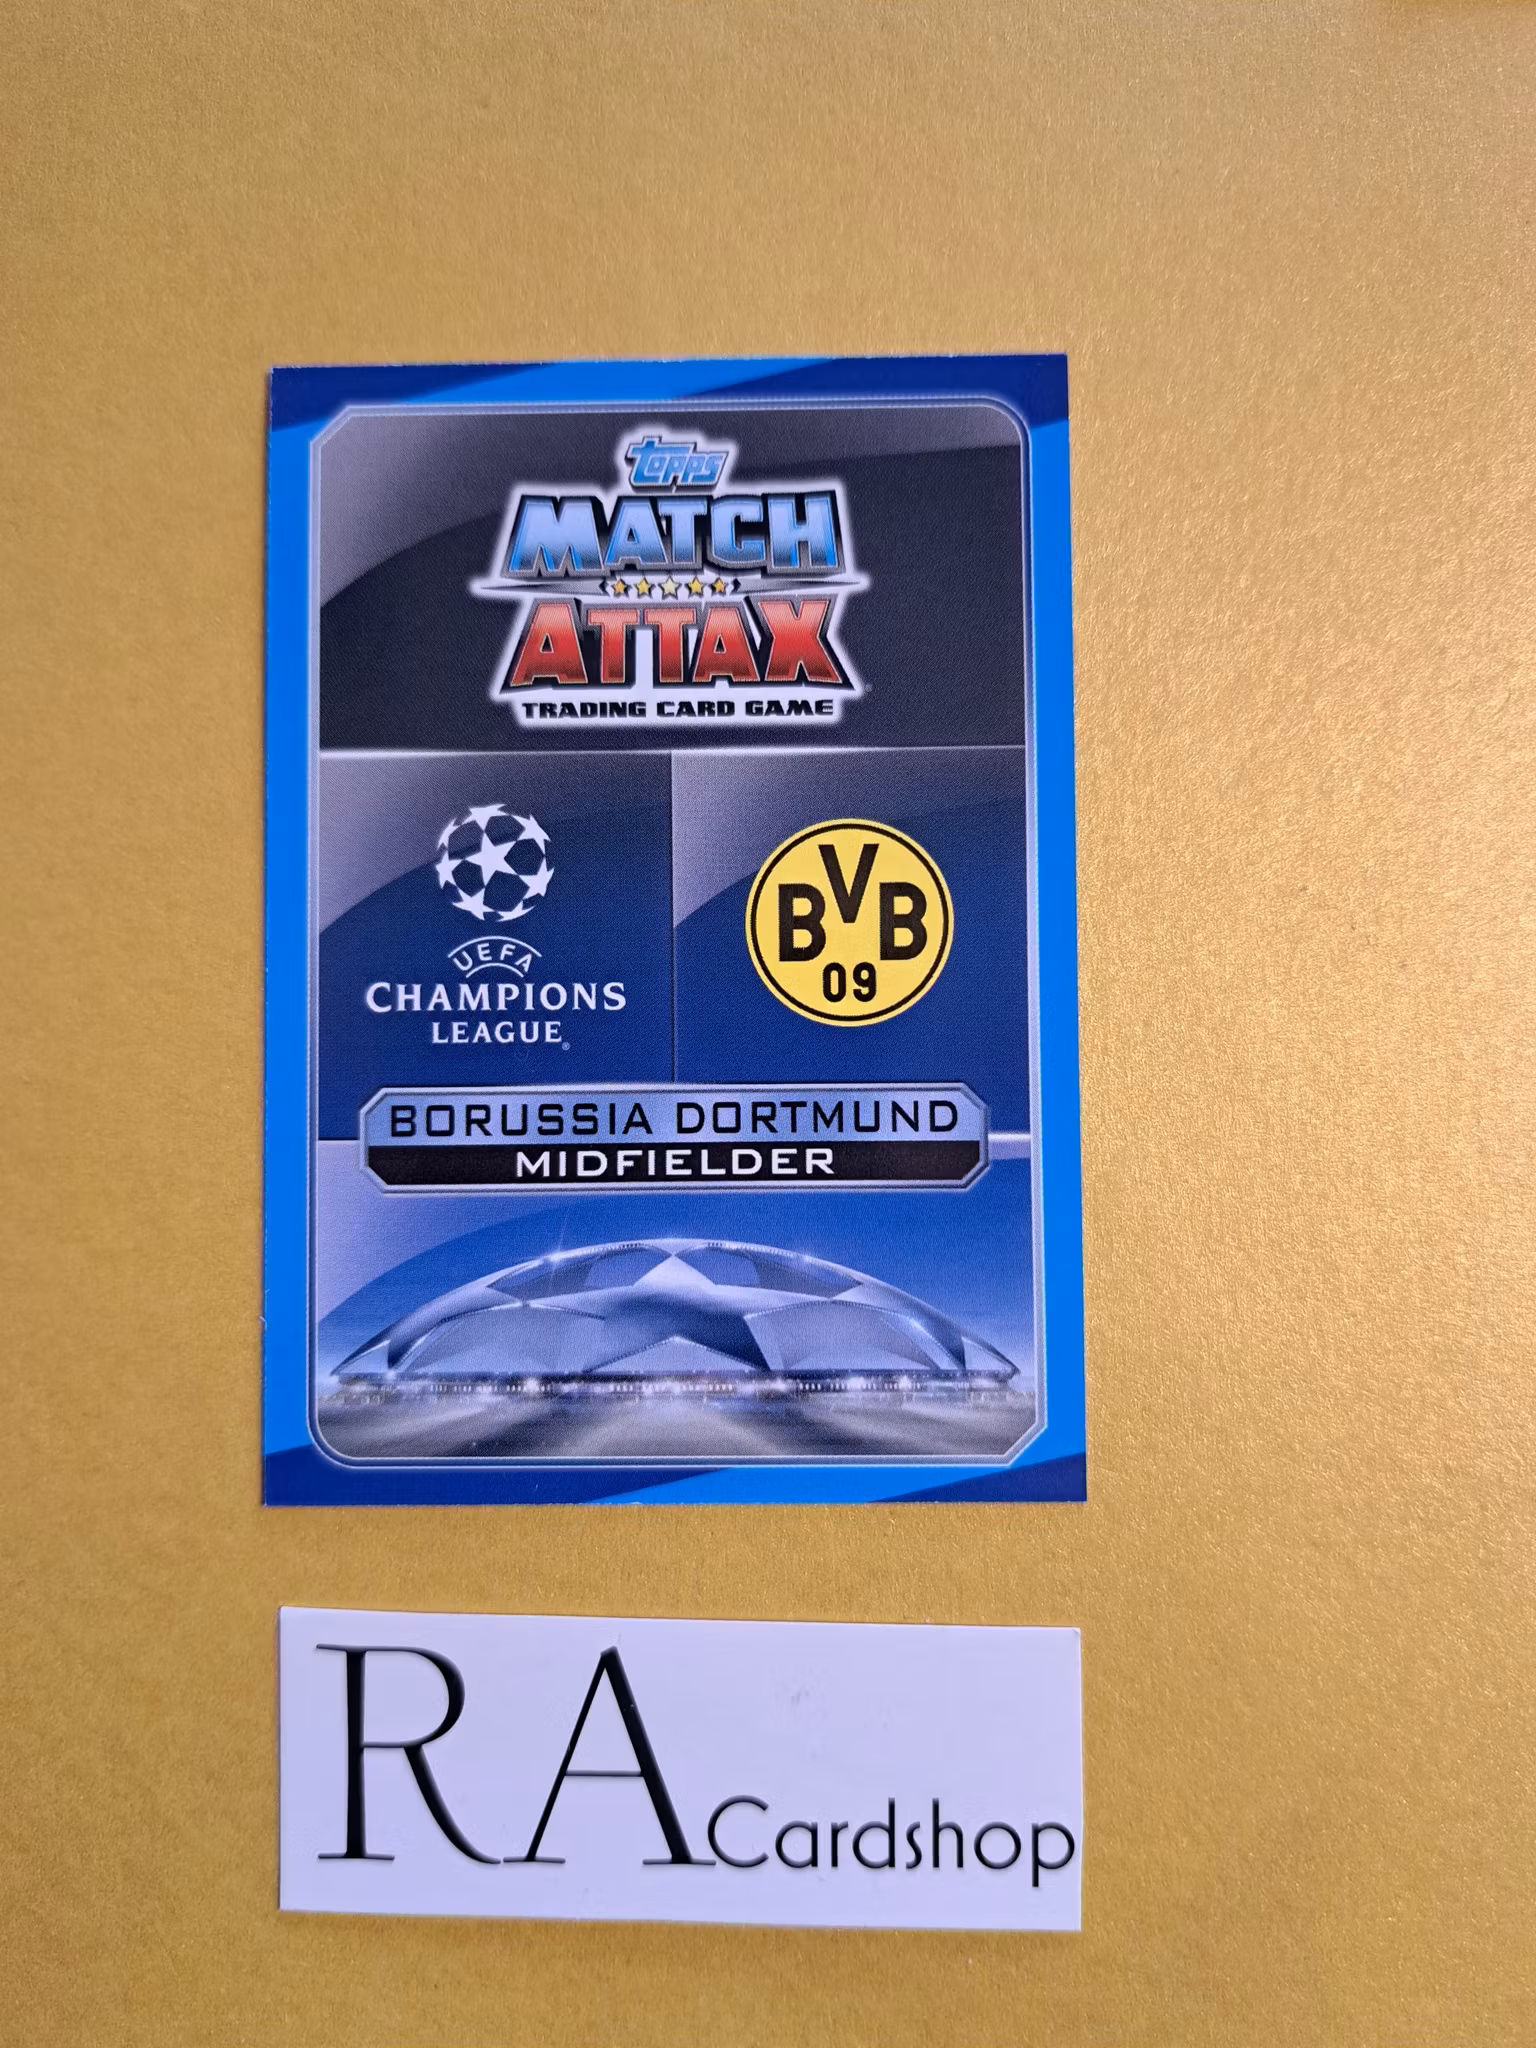 topps
MATCH
ATTAX
TRADING CARD GAME
UEFA
CHAMPIONS
LEAGUE®
BVB
09
BORUSSIA DORTMUND
MIDFIELDER
RA Cardshop